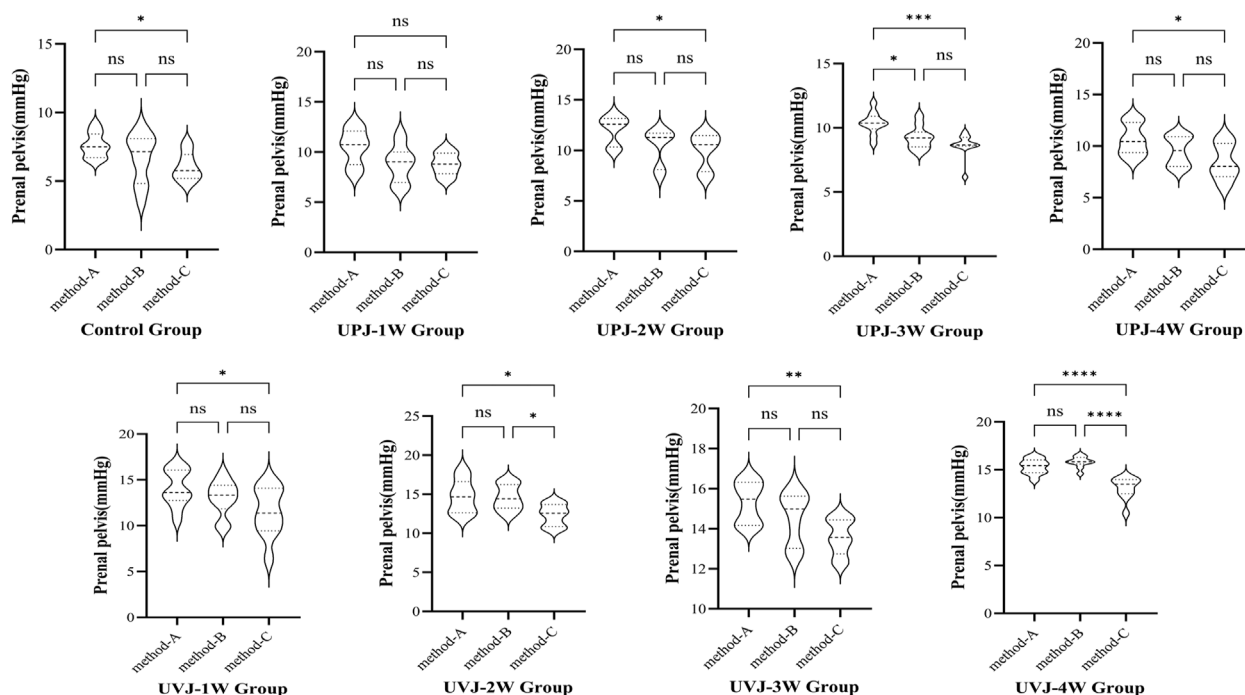 *
ns ns
15
10
5
0
Prenal pelvis(mmHg)
method-A
method-B
method-C
Control Group
ns
ns ns
20
15
10
5
0
Prenal pelvis(mmHg)
method-A
method-B
method-C
UPJ-1W Group
*
ns ns
20
15
10
5
0
Prenal pelvis(mmHg)
method-A
method-B
method-C
UPJ-2W Group
***
* ns
15
10
5
0
Prenal pelvis(mmHg)
method-A
method-B
method-C
UPJ-3W Group
*
ns ns
20
15
10
5
0
Prenal pelvis(mmHg)
method-A
method-B
method-C
UPJ-4W Group
*
ns ns
20
15
10
5
0
Prenal pelvis(mmHg)
method-A
method-B
method-C
UVJ-1W Group
*
ns *
25
20
15
10
5
0
Prenal pelvis(mmHg)
method-A
method-B
method-C
UVJ-2W Group
**
ns ns
20
18
16
14
12
10
Prenal pelvis(mmHg)
method-A
method-B
method-C
UVJ-3W Group
****
ns ****
20
15
10
5
0
Prenal pelvis(mmHg)
method-A
method-B
method-C
UVJ-4W Group